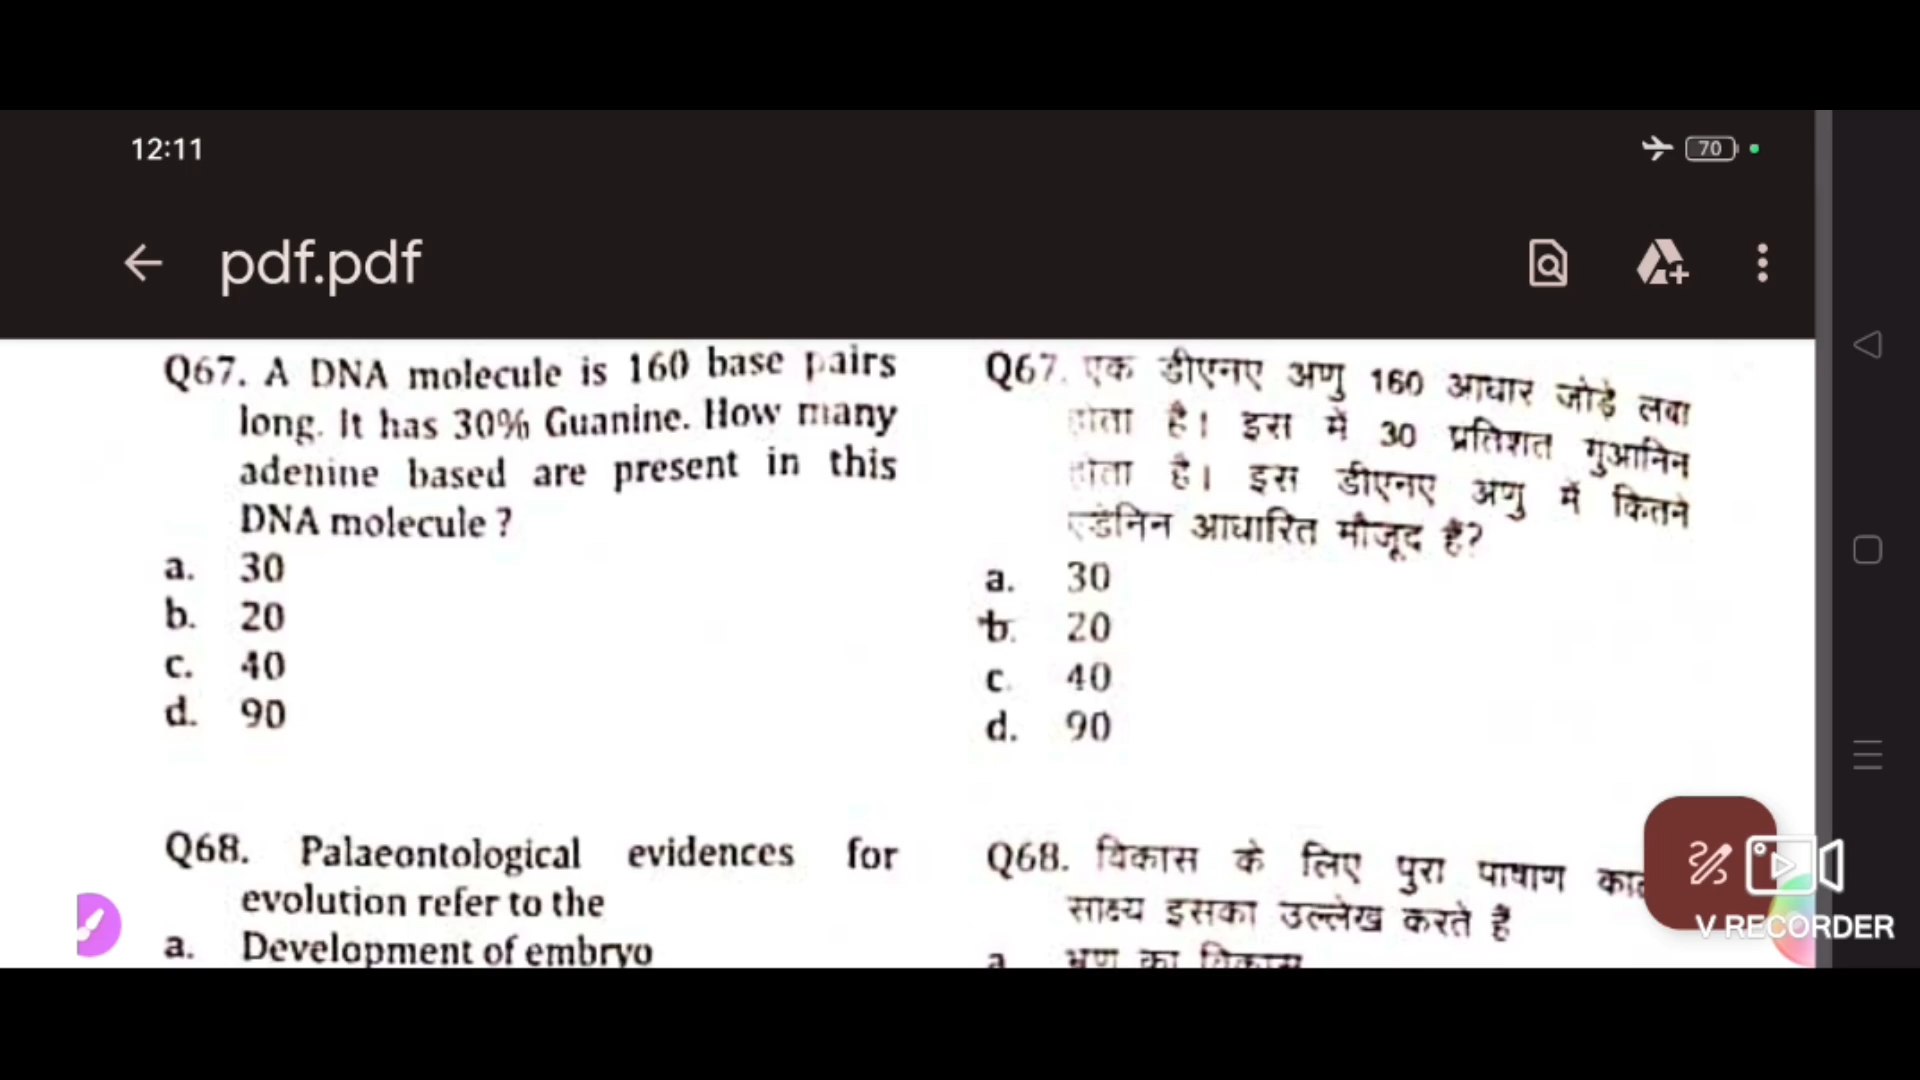 12:11
70
pdf.pdf
Q67. A DNA molecule is 160 base pairs
long. It has 30% Guanine. How many
adenine based are present in this
DNA molecule ?
a. 30
b. 20
c. 40
d. 90
Q68. Palaeontological evidences for
evolution refer to the
a. Development of embryo
Q67. एक डीएनए अणु 160 आधार जोड़े लंबा
होता है। इस में 30 प्रतिशत गुआनिन
होता है। इस डीएनए अणु में कितने
एडेनिन आधारित मौजूद हैं?
a. 30
b. 20
c. 40
d. 90
Q68. विकास के लिए पुरा पाषाण
साक्ष्य इसका उल्लेख करते हैं
a भ्रूण का विकास
V RECORDER